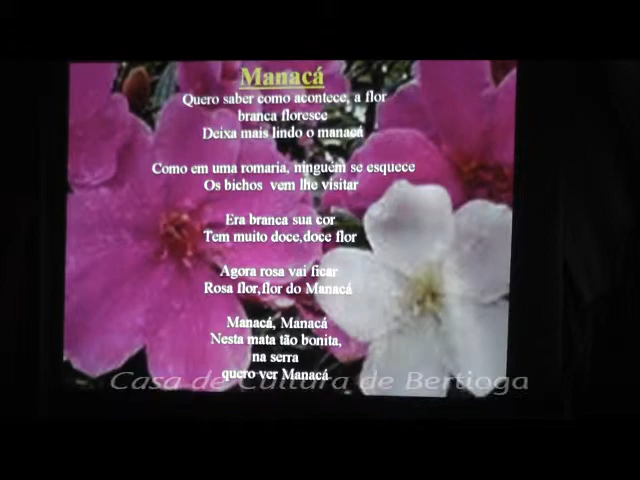 Manacá
Quero saber como acontece, a flor
branca floresce
Deixa mais lindo o manacá
Como em uma romaria, ninguém se esquece
Os bichos vem lhe visitar
Era branca sua cor
Tem muito doce,doce flor
Agora rosa vai ficar
Rosa flor,flor do Manacá
Manacá, Manacá
Nesta mata tão bonita,
na serra
quero ver Manacá
Casa de Cultura de Bertioga